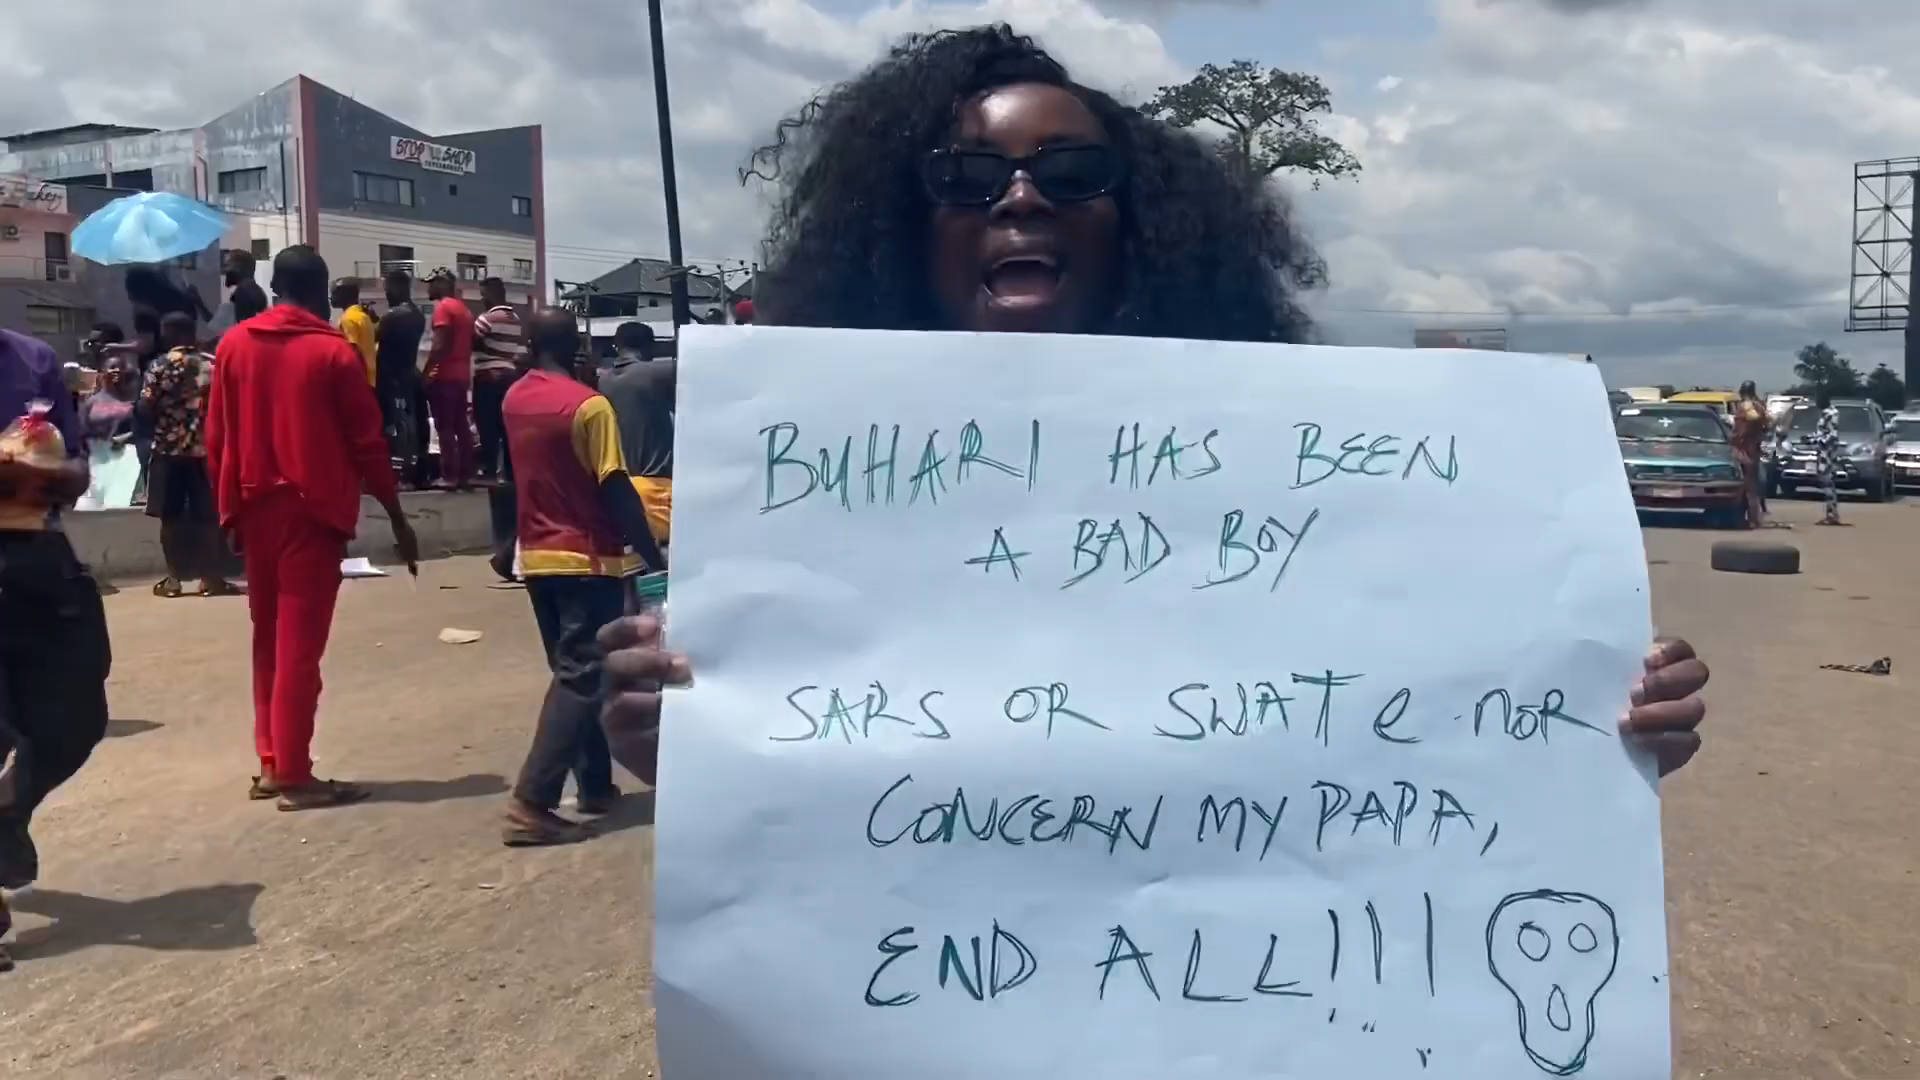 STOP N SHOP
BUHARI HAS BEEN
A BAD BOY
SARS OR SWAT e nor
CONCERN MY PAPA,
END ALL!!!